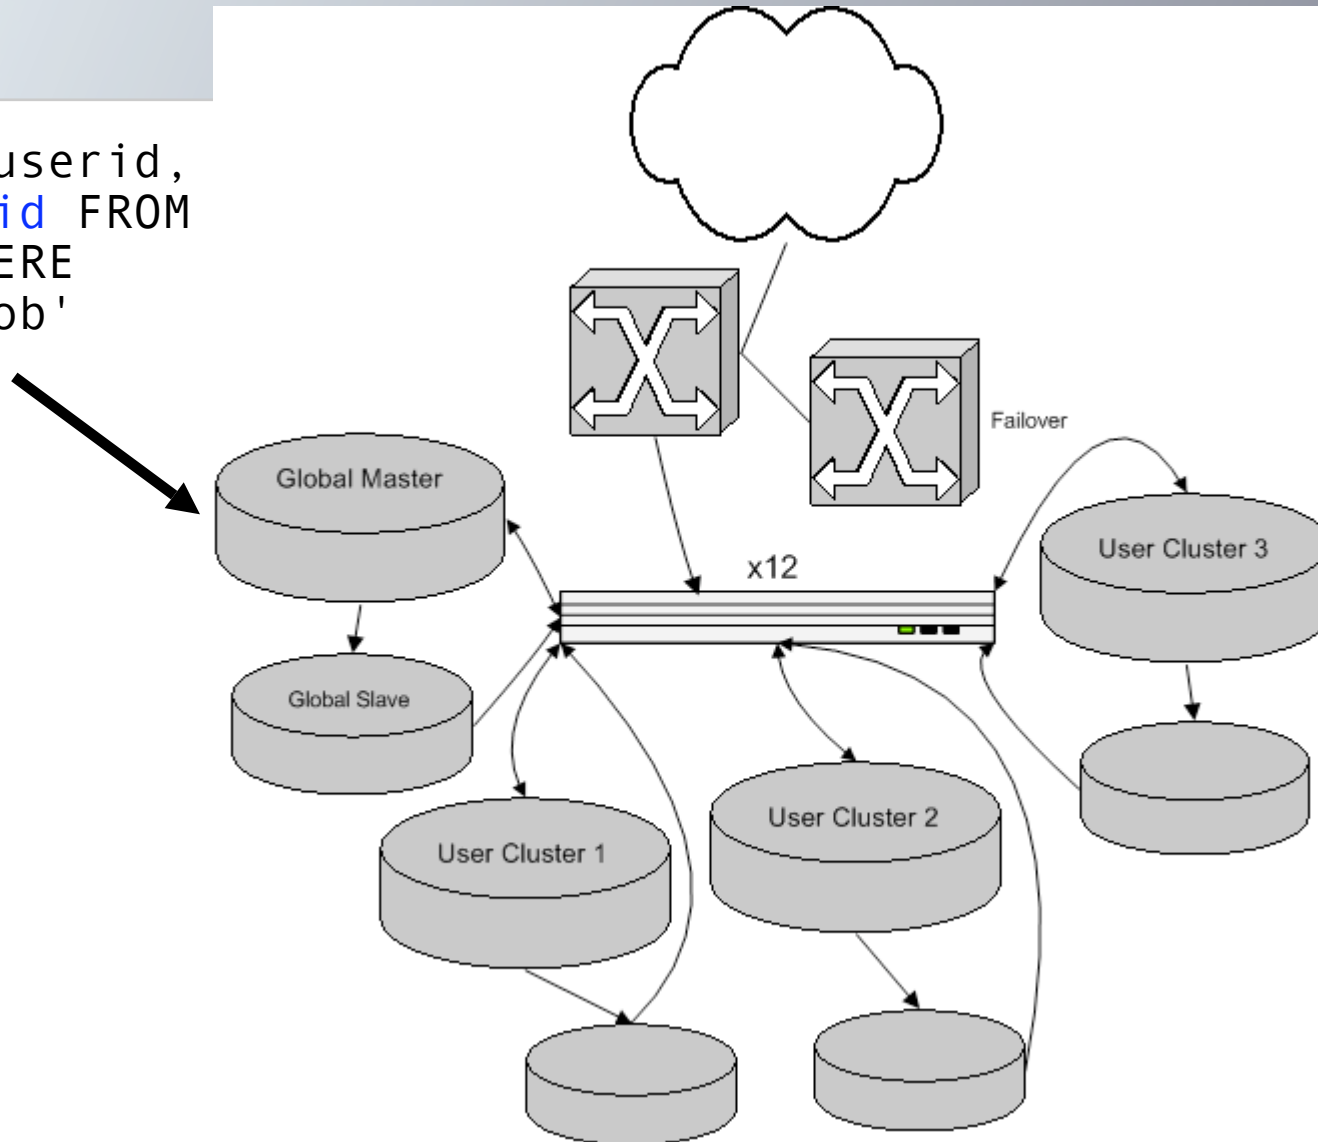 userid,
id FROM
ERE
ob'
Failover
Global Master
x12
User Cluster 3
Global Slave
User Cluster 2
User Cluster 1